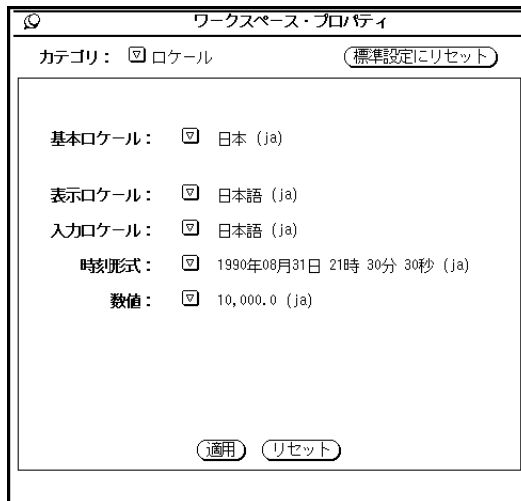 ワークスペース・プロパティ
カテゴリ： ロケール 標準設定にリセット
基本ロケール： 日本 (ja)
表示ロケール： 日本語 (ja)
入力ロケール： 日本語 (ja)
時刻形式： 1990年08月31日 21時 30分 30秒 (ja)
数値： 10,000.0 (ja)
適用 リセット